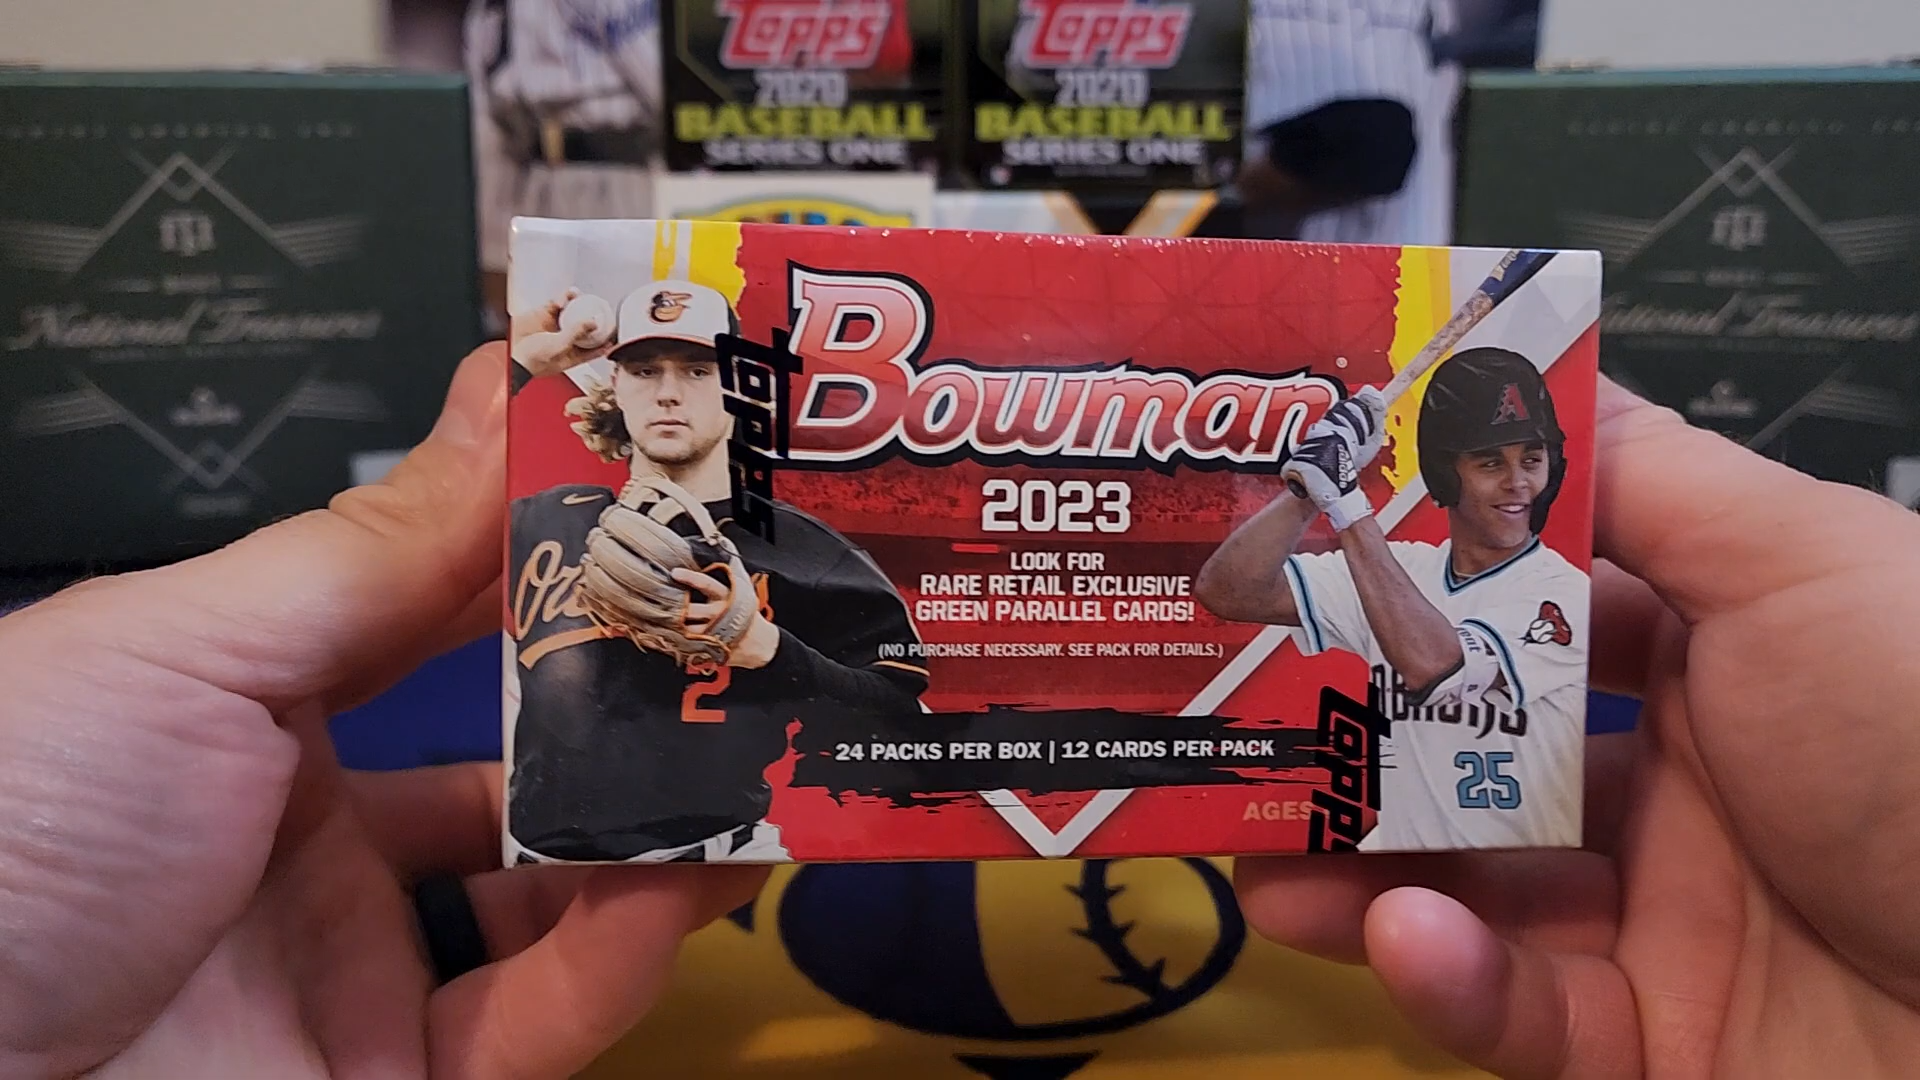 Topps
Topps
2020
2020
BASEBALL
BASEBALL
SERIES ONE
SERIES ONE
National Treasures
National Treasures
Bowman
topps
2023
LOOK FOR
RARE RETAIL EXCLUSIVE
GREEN PARALLEL CARDS!
(NO PURCHASE NECESSARY. SEE PACK FOR DETAILS.)
24 PACKS PER BOX | 12 CARDS PER PACK
AGES
topps
2
25
A
adidas